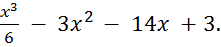 x³/6 − 3x² − 14x + 3.